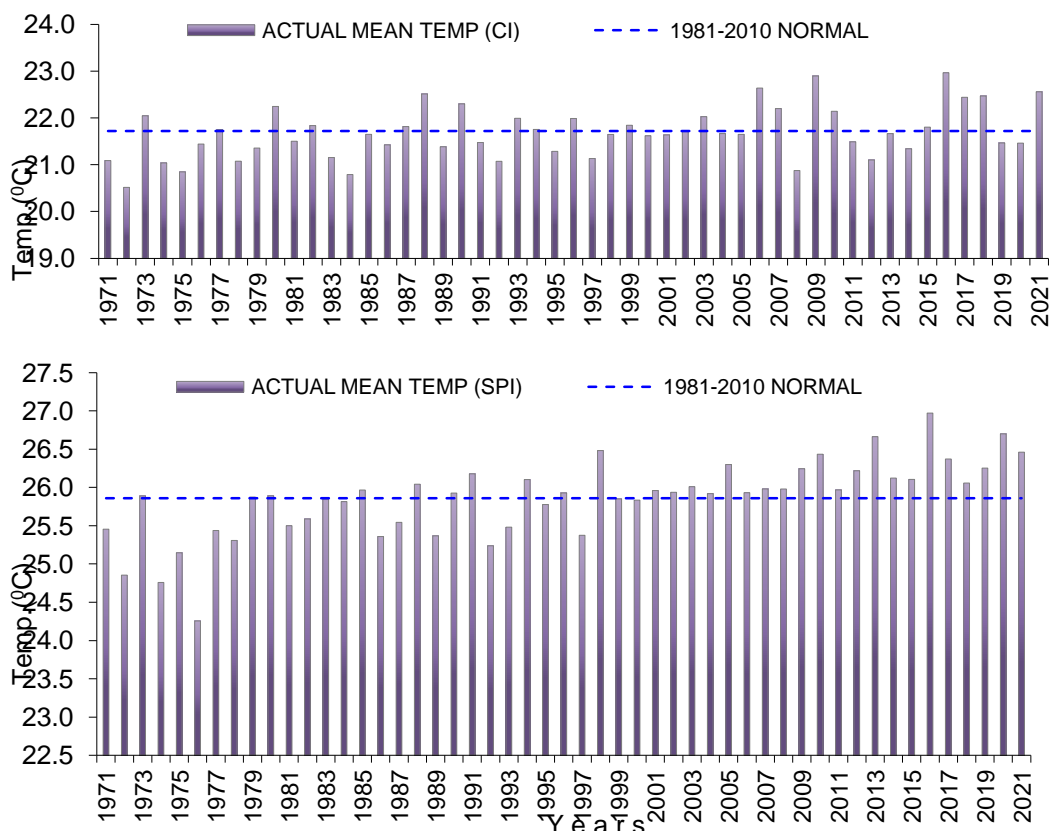 ACTUAL MEAN TEMP (CI) 1981-2010 NORMAL
24.0
23.0
22.0
21.0
20.0
19.0
Temp.(⁰C)
1971 1973 1975 1977 1979 1981 1983 1985 1987 1989 1991 1993 1995 1997 1999 2001 2003 2005 2007 2009 2011 2013 2015 2017 2019 2021
ACTUAL MEAN TEMP (SPI) 1981-2010 NORMAL
27.5
27.0
26.5
26.0
25.5
25.0
24.5
24.0
23.5
23.0
22.5
Temp.(⁰C)
1971 1973 1975 1977 1979 1981 1983 1985 1987 1989 1991 1993 1995 1997 1999 2001 2003 2005 2007 2009 2011 2013 2015 2017 2019 2021
Years